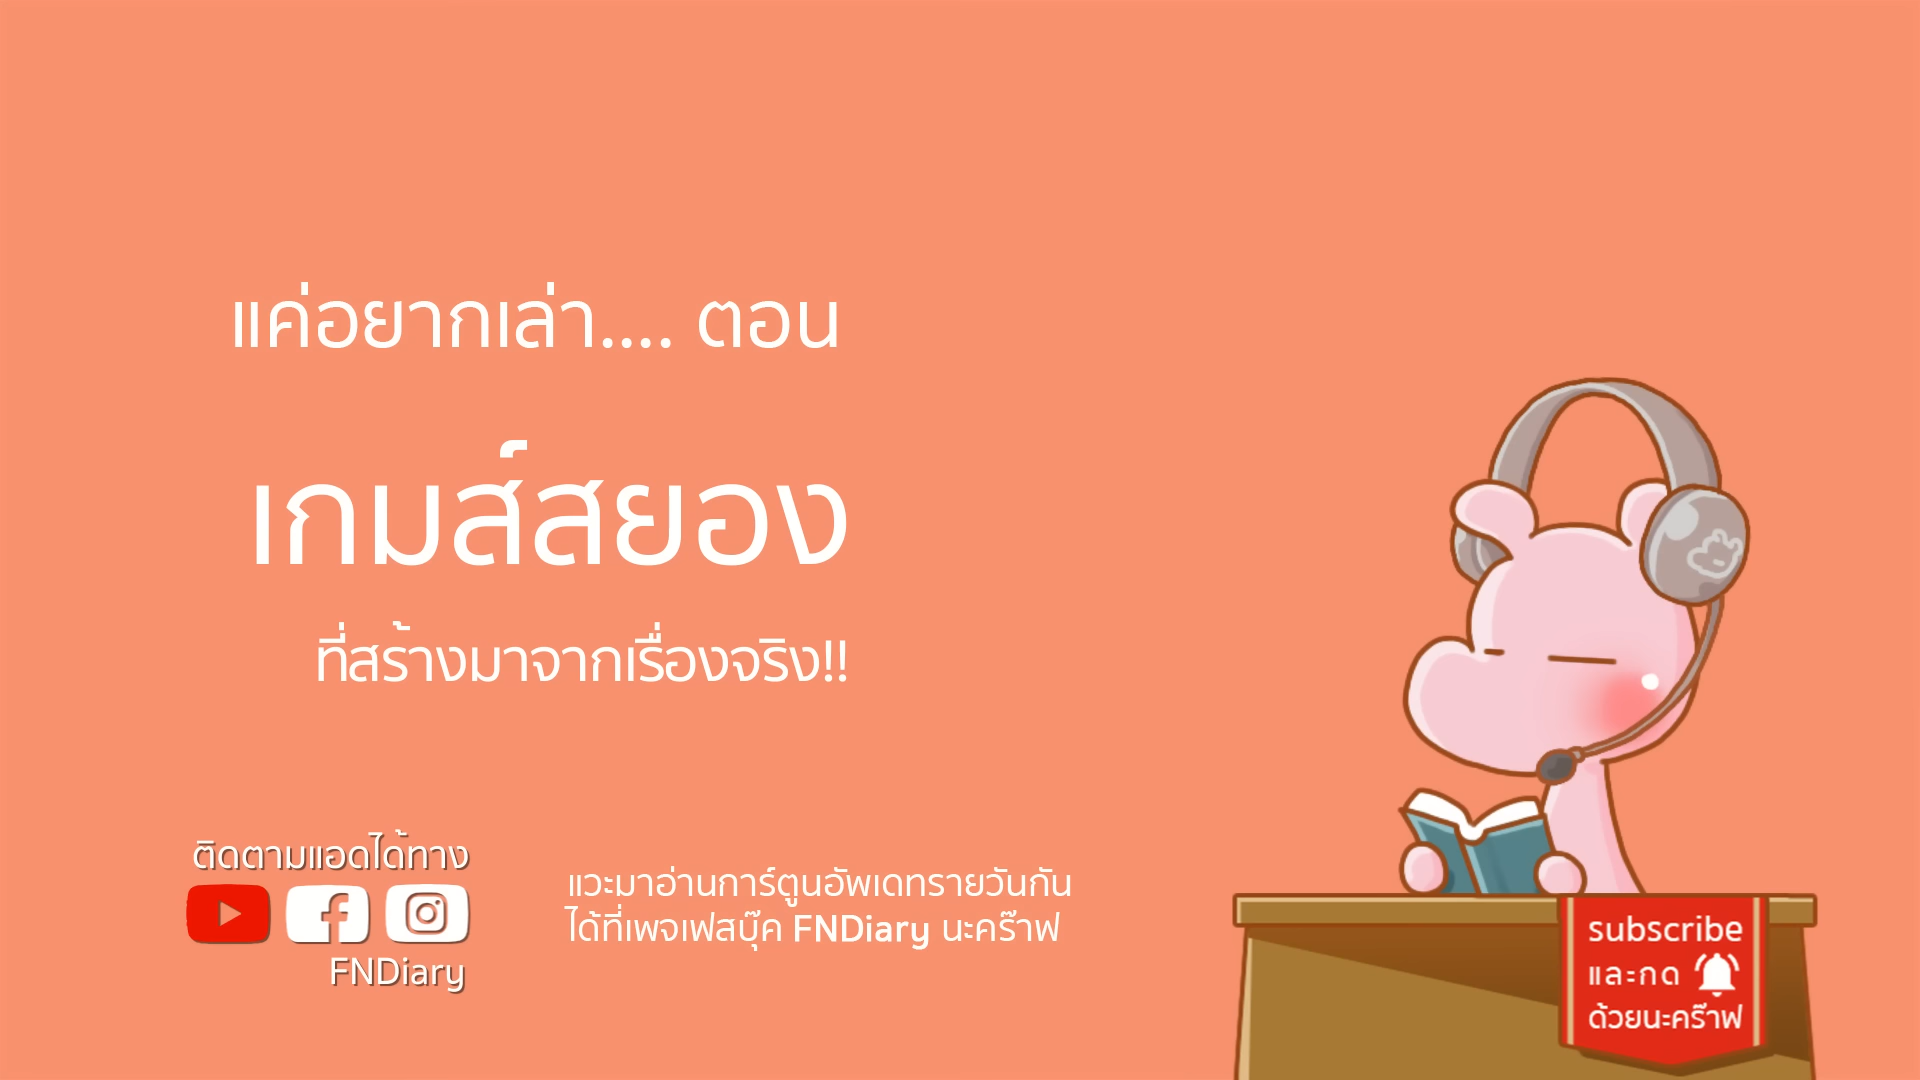 แค่อยากเล่า.... ตอน
เกมส์สยอง
ที่สร้างมาจากเรื่องจริง!!
ติดตามแอดได้ทาง
FNDiary
แวะมาอ่านการ์ตูนอัพเดทรายวันกัน
ได้ที่เพจเฟสบุ๊ค FNDiary นะคร๊าฟ
subscribe
และกด
ด้วยนะคร๊าฟ